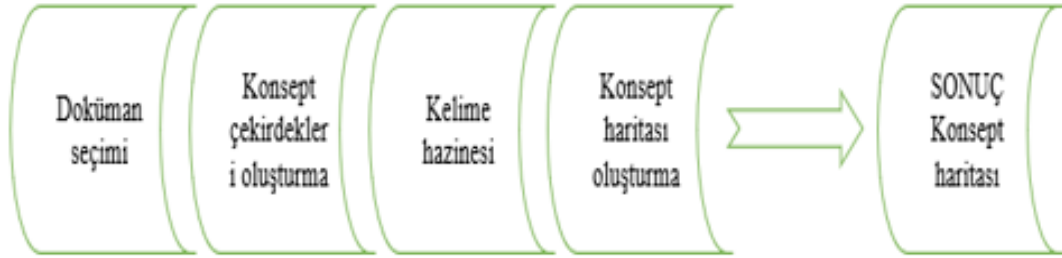 Doküman
seçimi
Konsept
çekirdekler
i oluşturma
Kelime
hazinesi
Konsept
haritası
oluşturma
SONUÇ
Konsept
haritası